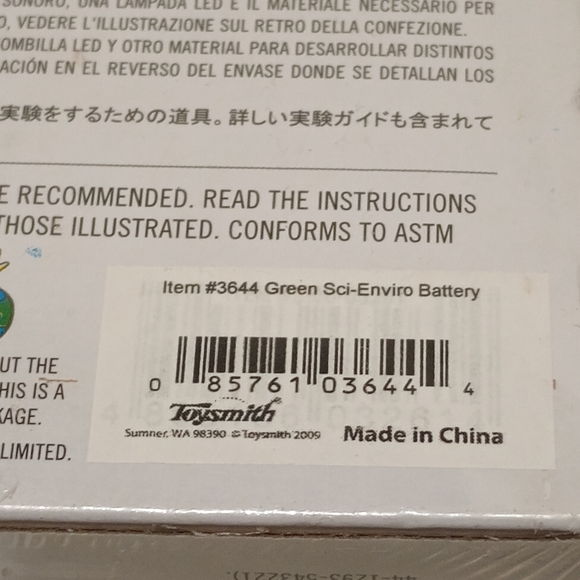 SONORO, UNA LAMPADA LED E IL MATERIALE NECESSARIO PER
O, VEDERE L'ILLUSTRAZIONE SUL RETRO DELLA CONFEZIONE.
OMBILLA LED Y OTRO MATERIAL PARA DESARROLLAR DISTINTOS
ACIÓN EN EL REVERSO DEL ENVASE DONDE SE DETALLAN LOS
実験をするための道具。詳しい実験ガイドも含まれて
E RECOMMENDED. READ THE INSTRUCTIONS
THOSE ILLUSTRATED. CONFORMS TO ASTM
Item #3644 Green Sci-Enviro Battery
0 85761 03644 4
Toysmith
Sumner, WA 98390 © Toysmith 2009 Made in China
UT THE
HIS IS A
KAGE.
LIMITED.